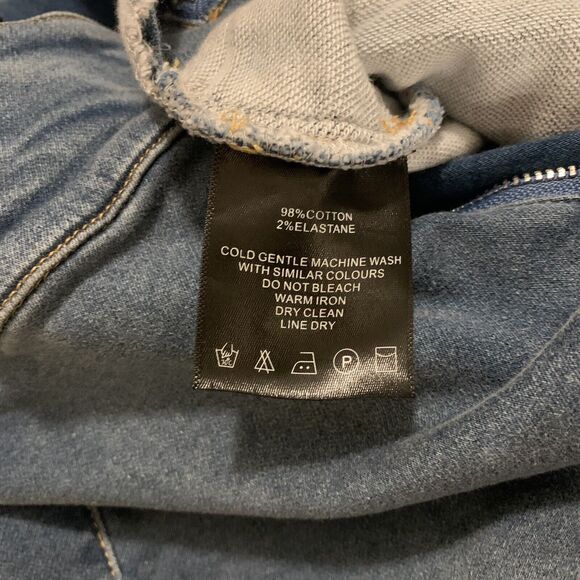 98%COTTON
2%ELASTANE
COLD GENTLE MACHINE WASH
WITH SIMILAR COLOURS
DO NOT BLEACH
WARM IRON
DRY CLEAN
LINE DRY
P